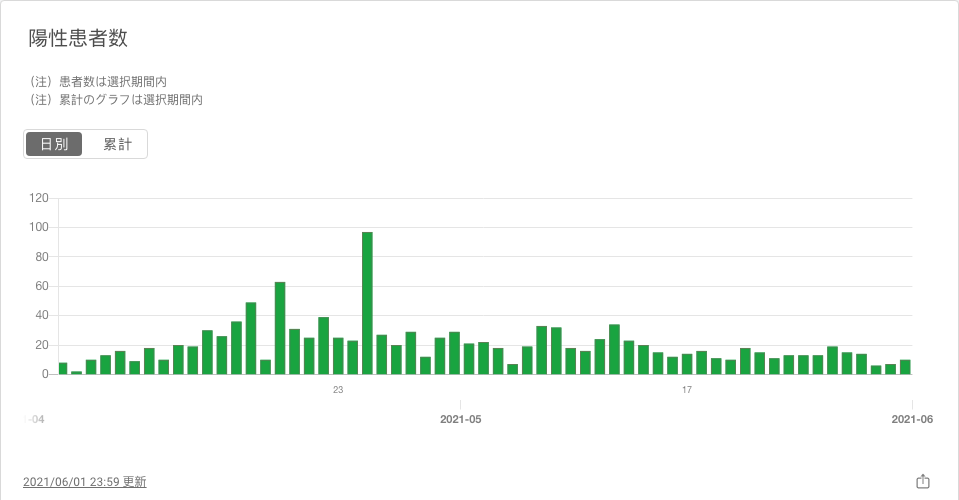 陽性患者数
（注）患者数は選択期間内
（注）累計のグラフは選択期間内
日別 累計
120
100
80
60
40
20
0
23 17
-04 2021-05 2021-06
2021/06/01 23:59 更新